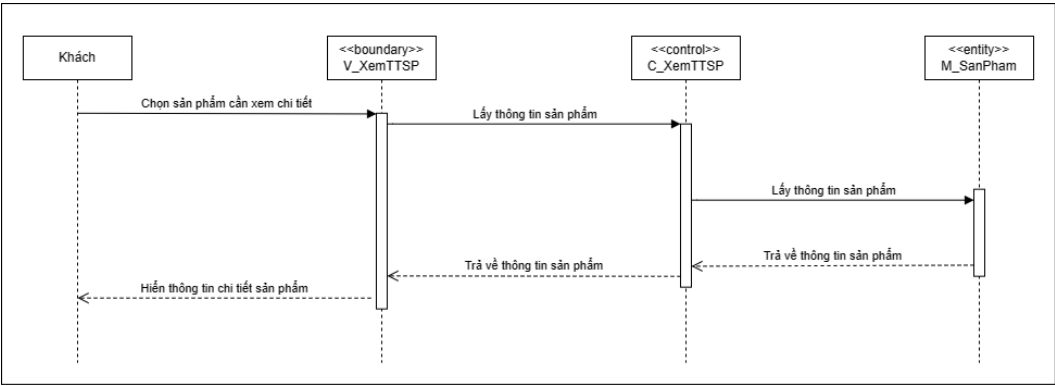 Khách
<<boundary>>
V_XemTTSP
<<control>>
C_XemTTSP
<<entity>>
M_SanPham
Chọn sản phẩm cần xem chi tiết
Lấy thông tin sản phẩm
Lấy thông tin sản phẩm
Trả về thông tin sản phẩm
Trả về thông tin sản phẩm
Hiển thông tin chi tiết sản phẩm